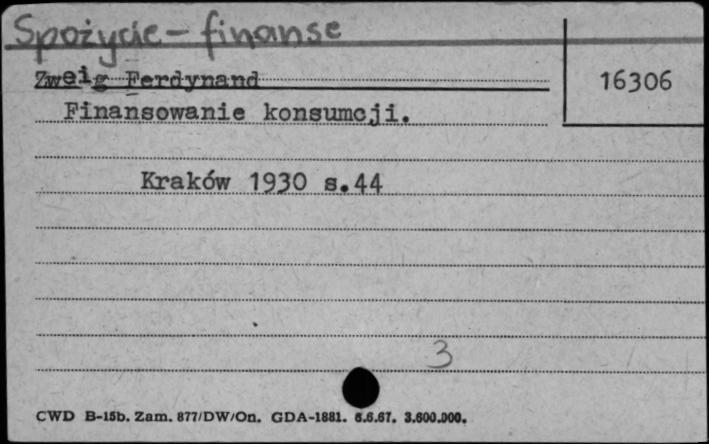 Spożycie - finanse
Zweig Ferdynand
16306
Finansowanie konsumcji.
Kraków 1930 s.44
3
CWD B-15b. Zam. 877/DW/On. GDA-1881. 6.6.67. 3.600.000.